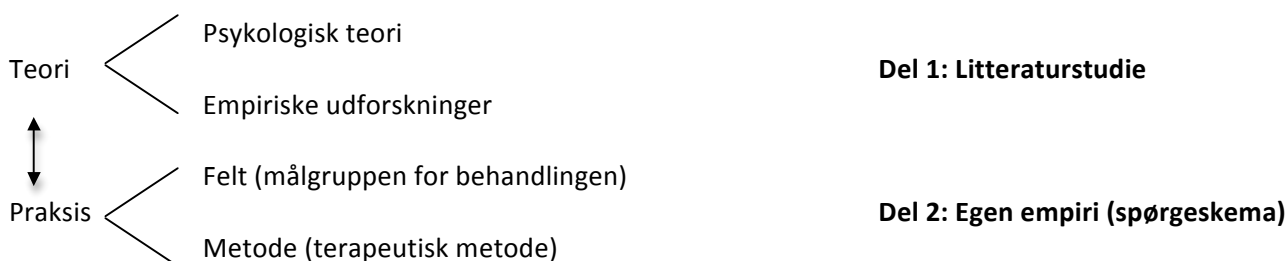 Psykologisk teori
Teori
Del 1: Litteraturstudie
Empiriske udforskninger
Felt (målgruppen for behandlingen)
Praksis
Del 2: Egen empiri (spørgeskema)
Metode (terapeutisk metode)